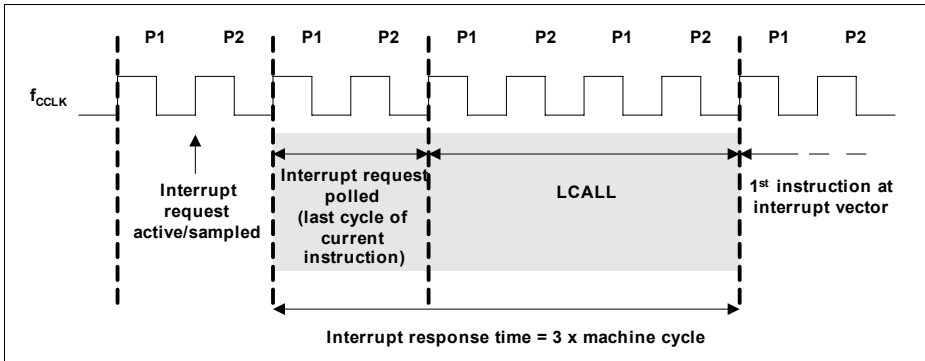 P1 P2 P1 P2 P1 P2 P1 P2 P1 P2
fCCLK
Interrupt
request
active/sampled
Interrupt request
polled
(last cycle of
current
instruction)
LCALL
1st instruction at
interrupt vector
Interrupt response time = 3 x machine cycle